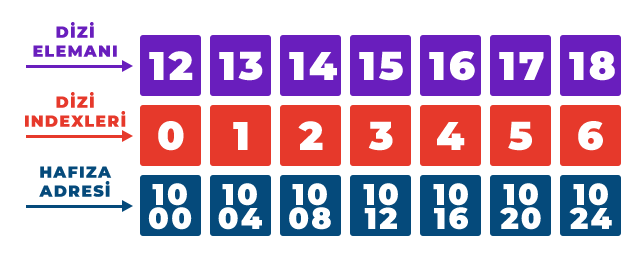 DİZİ
ELEMANI
12 13 14 15 16 17 18
DİZİ
INDEXLERİ
0 1 2 3 4 5 6
HAFIZA
ADRESİ
10 10 10 10 10 10 10
00 04 08 12 16 20 24